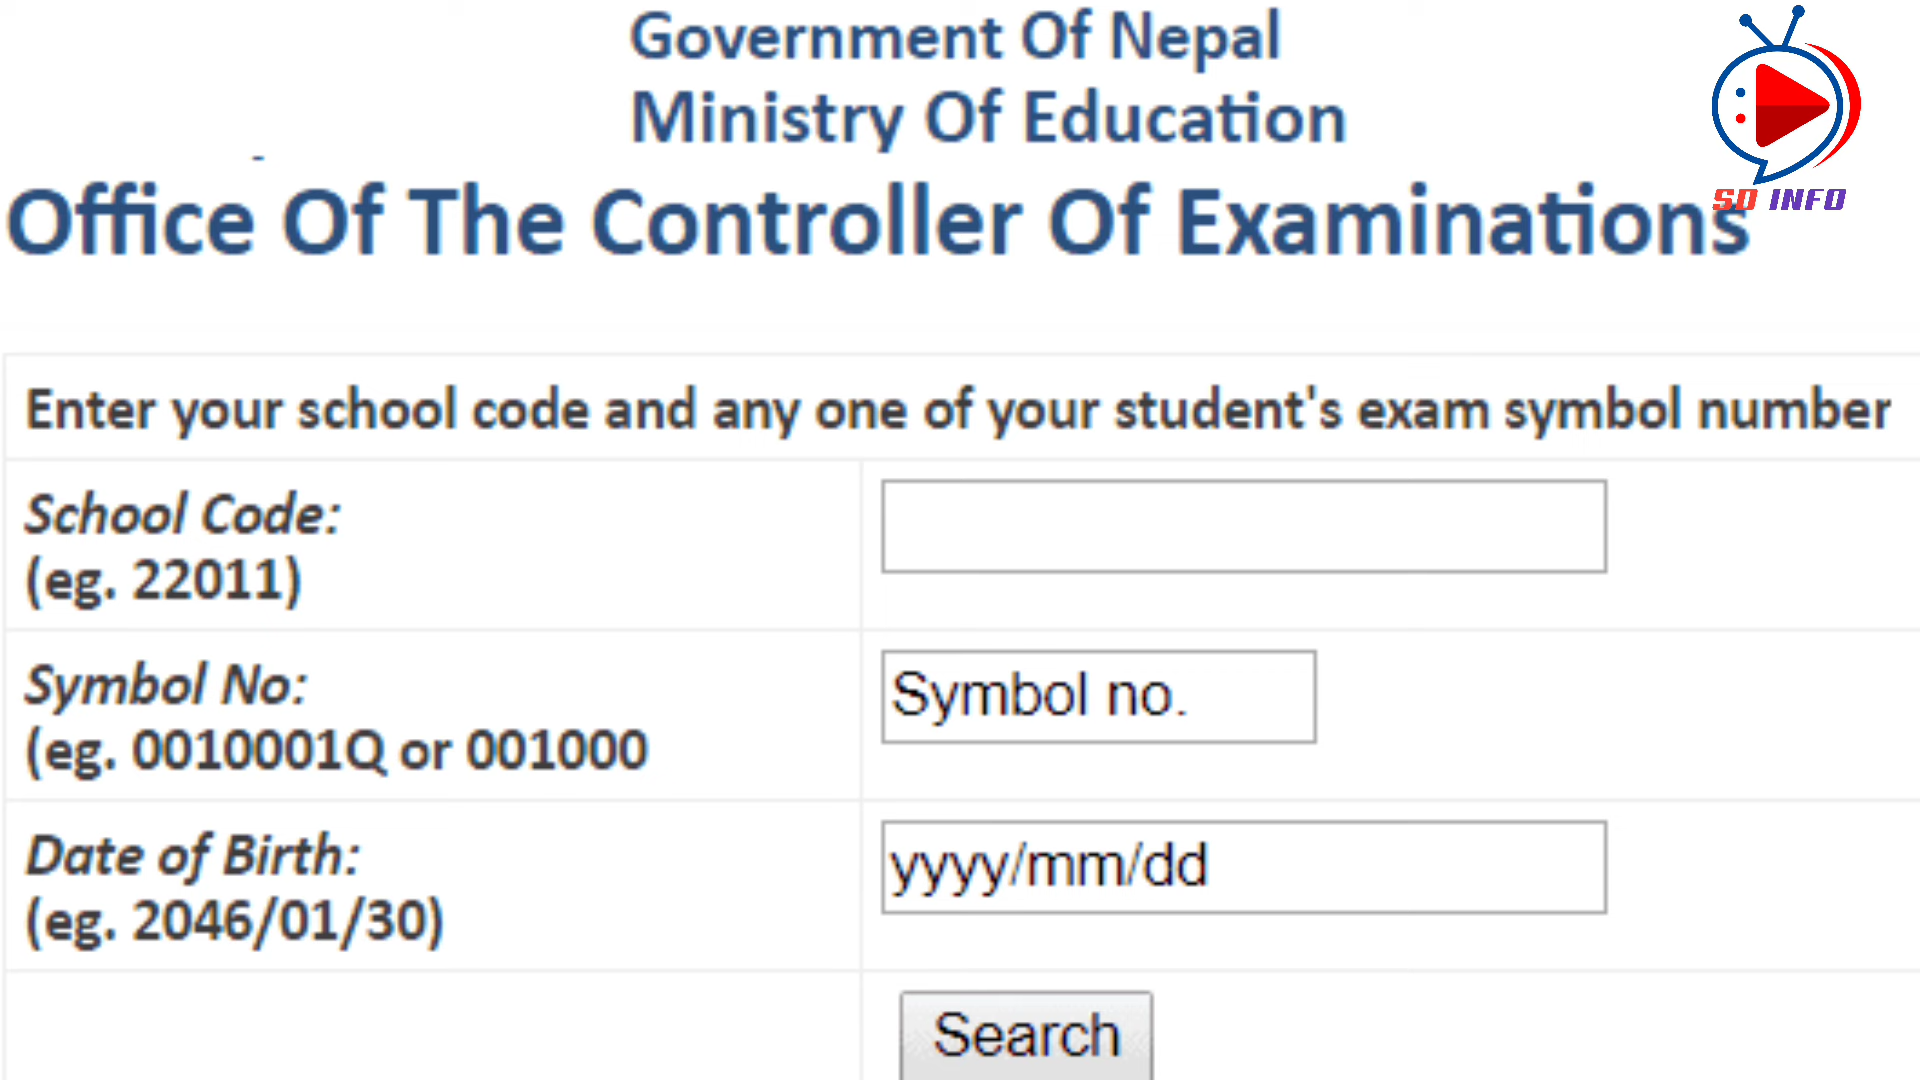 Government Of Nepal
Ministry Of Education
Office Of The Controller Of Examinations
SD INFO
Enter your school code and any one of your student's exam symbol number
School Code:
(eg. 22011)
Symbol No:
Symbol no.
(eg. 0010001Q or 001000
Date of Birth:
yyyy/mm/dd
(eg. 2046/01/30)
Search